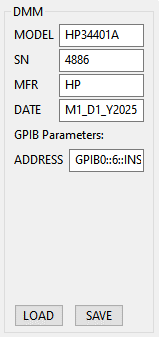 DMM
MODEL HP34401A
SN 4886
MFR HP
DATE M1_D1_Y2025
GPIB Parameters:
ADDRESS GPIB0::6::INS
LOAD SAVE